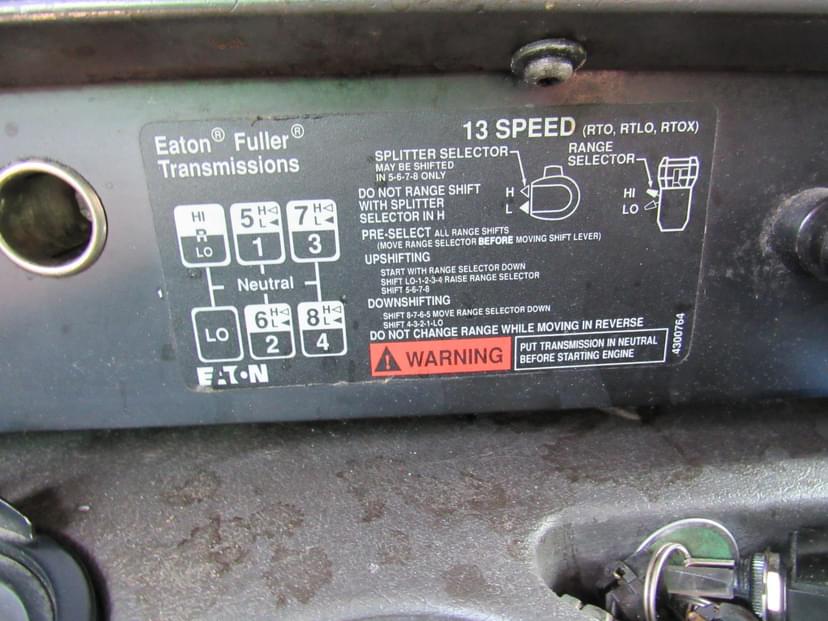 Eaton® Fuller®
Transmissions
13 SPEED (RTO, RTLO, RTOX)
SPLITTER SELECTOR
MAY BE SHIFTED
IN 5-6-7-8 ONLY
RANGE
SELECTOR
H
L
HI
LO
DO NOT RANGE SHIFT
WITH SPLITTER
SELECTOR IN H
PRE-SELECT ALL RANGE SHIFTS
(MOVE RANGE SELECTOR BEFORE MOVING SHIFT LEVER)
UPSHIFTING
START WITH RANGE SELECTOR DOWN
SHIFT LO-1-2-3-4 RAISE RANGE SELECTOR
SHIFT 5-6-7-8
DOWNSHIFTING
SHIFT 8-7-6-5 MOVE RANGE SELECTOR DOWN
SHIFT 4-3-2-1-LO
DO NOT CHANGE RANGE WHILE MOVING IN REVERSE
WARNING
PUT TRANSMISSION IN NEUTRAL
BEFORE STARTING ENGINE
4300764
HI 5 H 7 H
R L L
LO 1 3
Neutral
LO 6 H 8 H
L L
2 4
EATON